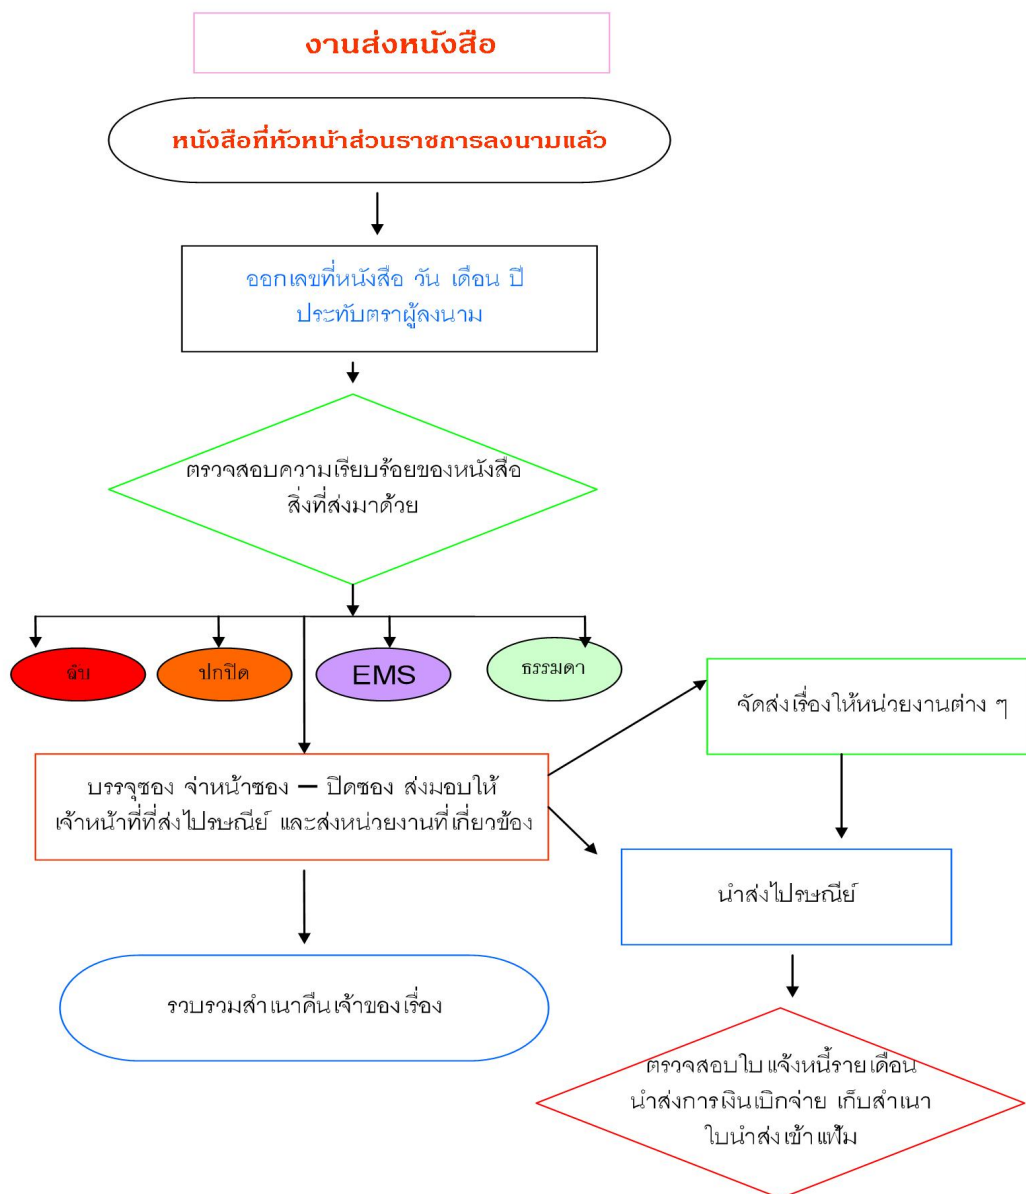 งานส่งหนังสือ
หนังสือที่หัวหน้าส่วนราชการลงนามแล้ว
ออกเลขที่หนังสือ วัน เดือน ปี
ประทับตราผู้ลงนาม
ตรวจสอบความเรียบร้อยของหนังสือ
สิ่งที่ส่งมาด้วย
ลับ
ปกปิด
EMS
ธรรมดา
จัดส่งเรื่องให้หน่วยงานต่าง ๆ
บรรจุซอง จ่าหน้าซอง – ปิดซอง ส่งมอบให้
เจ้าหน้าที่ที่ส่งไปรษณีย์ และส่งหน่วยงานที่เกี่ยวข้อง
นำส่งไปรษณีย์
รวบรวมสำเนาคืนเจ้าของเรื่อง
ตรวจสอบใบแจ้งหนี้รายเดือน
นำส่งการเงินเบิกจ่าย เก็บสำเนา
ใบนำส่งเข้าแฟ้ม